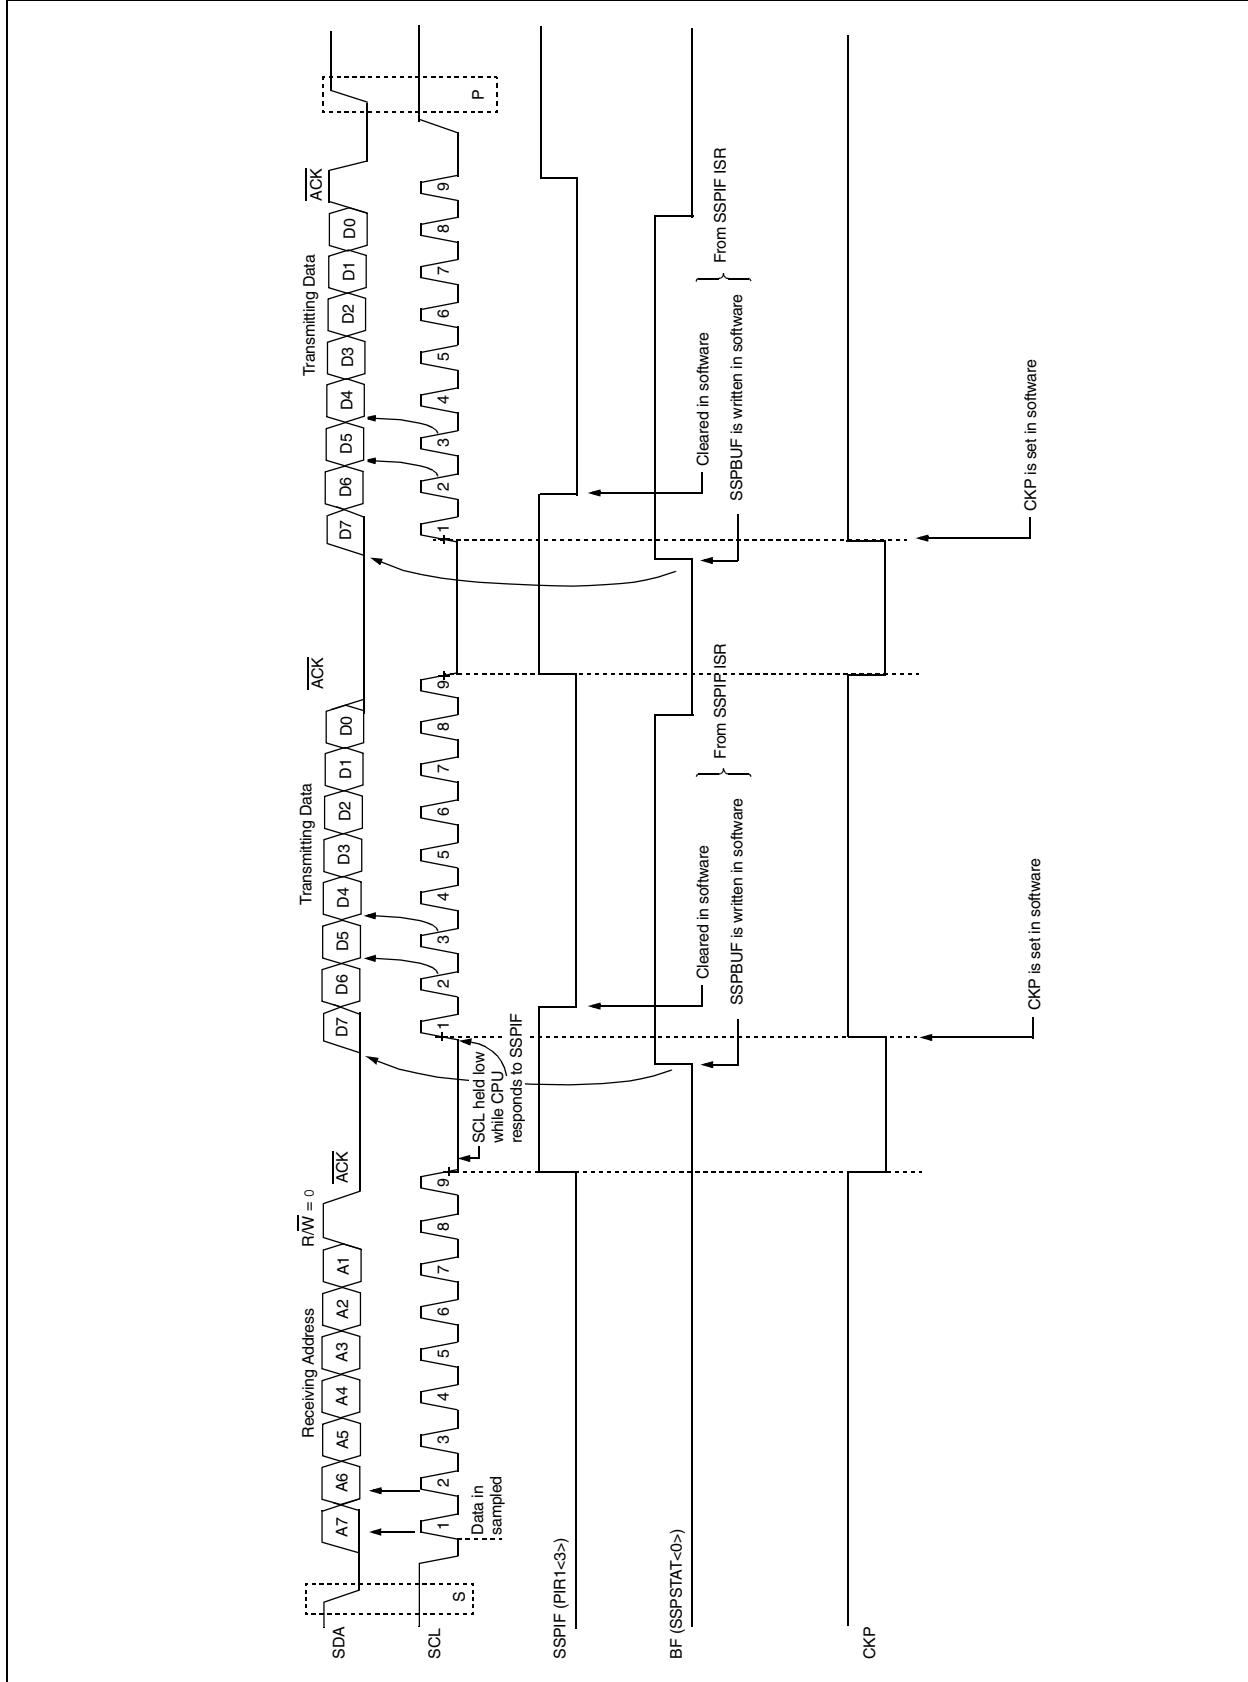 Receiving Address
R/W = 0
ACK
Transmitting Data
ACK
Transmitting Data
ACK
SDA
A7 A6 A5 A4 A3 A2 A1
D7 D6 D5 D4 D3 D2 D1 D0
D7 D6 D5 D4 D3 D2 D1 D0
SCL
1 2 3 4 5 6 7 8 9
1 2 3 4 5 6 7 8 9
1 2 3 4 5 6 7 8 9
S
P
Data in
sampled
SCL held low
while CPU
responds to SSPIF
SSPIF (PIR1<3>)
BF (SSPSTAT<0>)
Cleared in software
From SSPIF ISR
SSPBUF is written in software
Cleared in software
From SSPIF ISR
SSPBUF is written in software
CKP
CKP is set in software
CKP is set in software